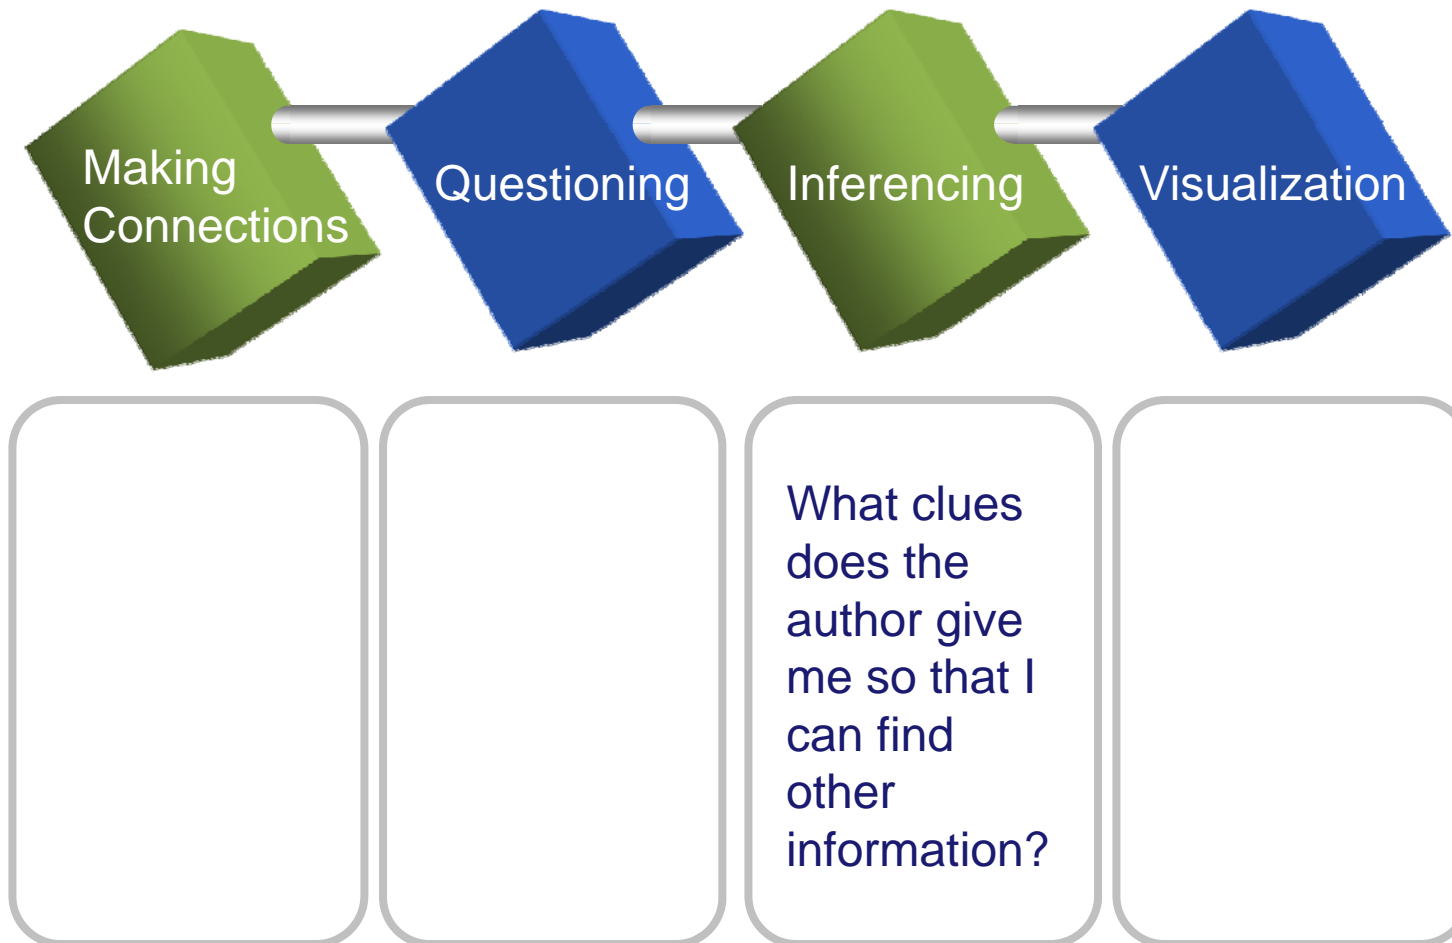 Making
Connections
Questioning
Inferencing
Visualization
What clues
does the
author give
me so that I
can find
other
information?